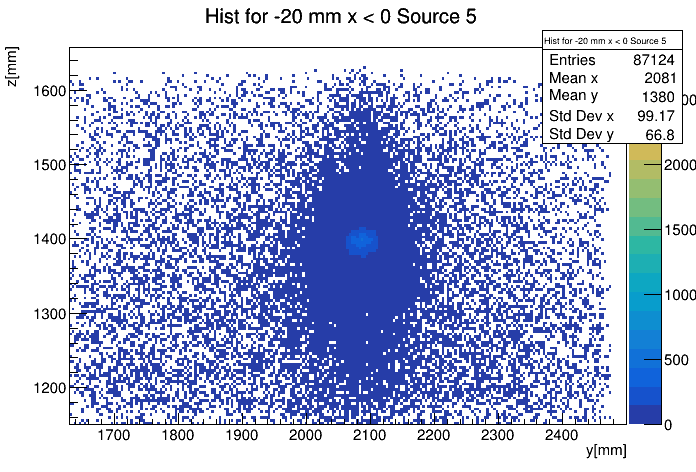 Hist for -20 mm x < 0 Source 5
z[mm]
Hist for -20 mm x < 0 Source 5
Entries 87124
Mean x 2081
Mean y 1380
Std Dev x 99.17
Std Dev y 66.8
1600
1500
1400
1300
1200
00
2000
1500
1000
500
0
1700 1800 1900 2000 2100 2200 2300 2400
y[mm]